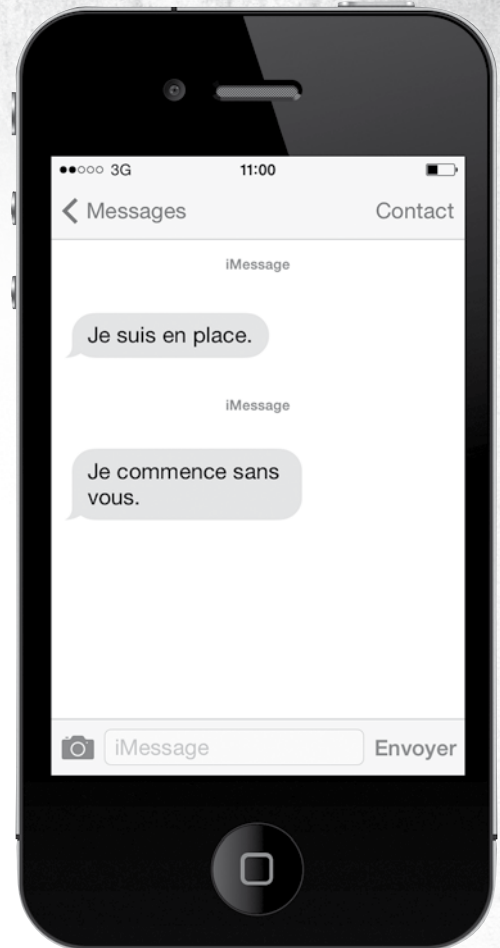 3G 11:00
Messages Contact
iMessage
Je suis en place.
iMessage
Je commence sans
vous.
iMessage Envoyer